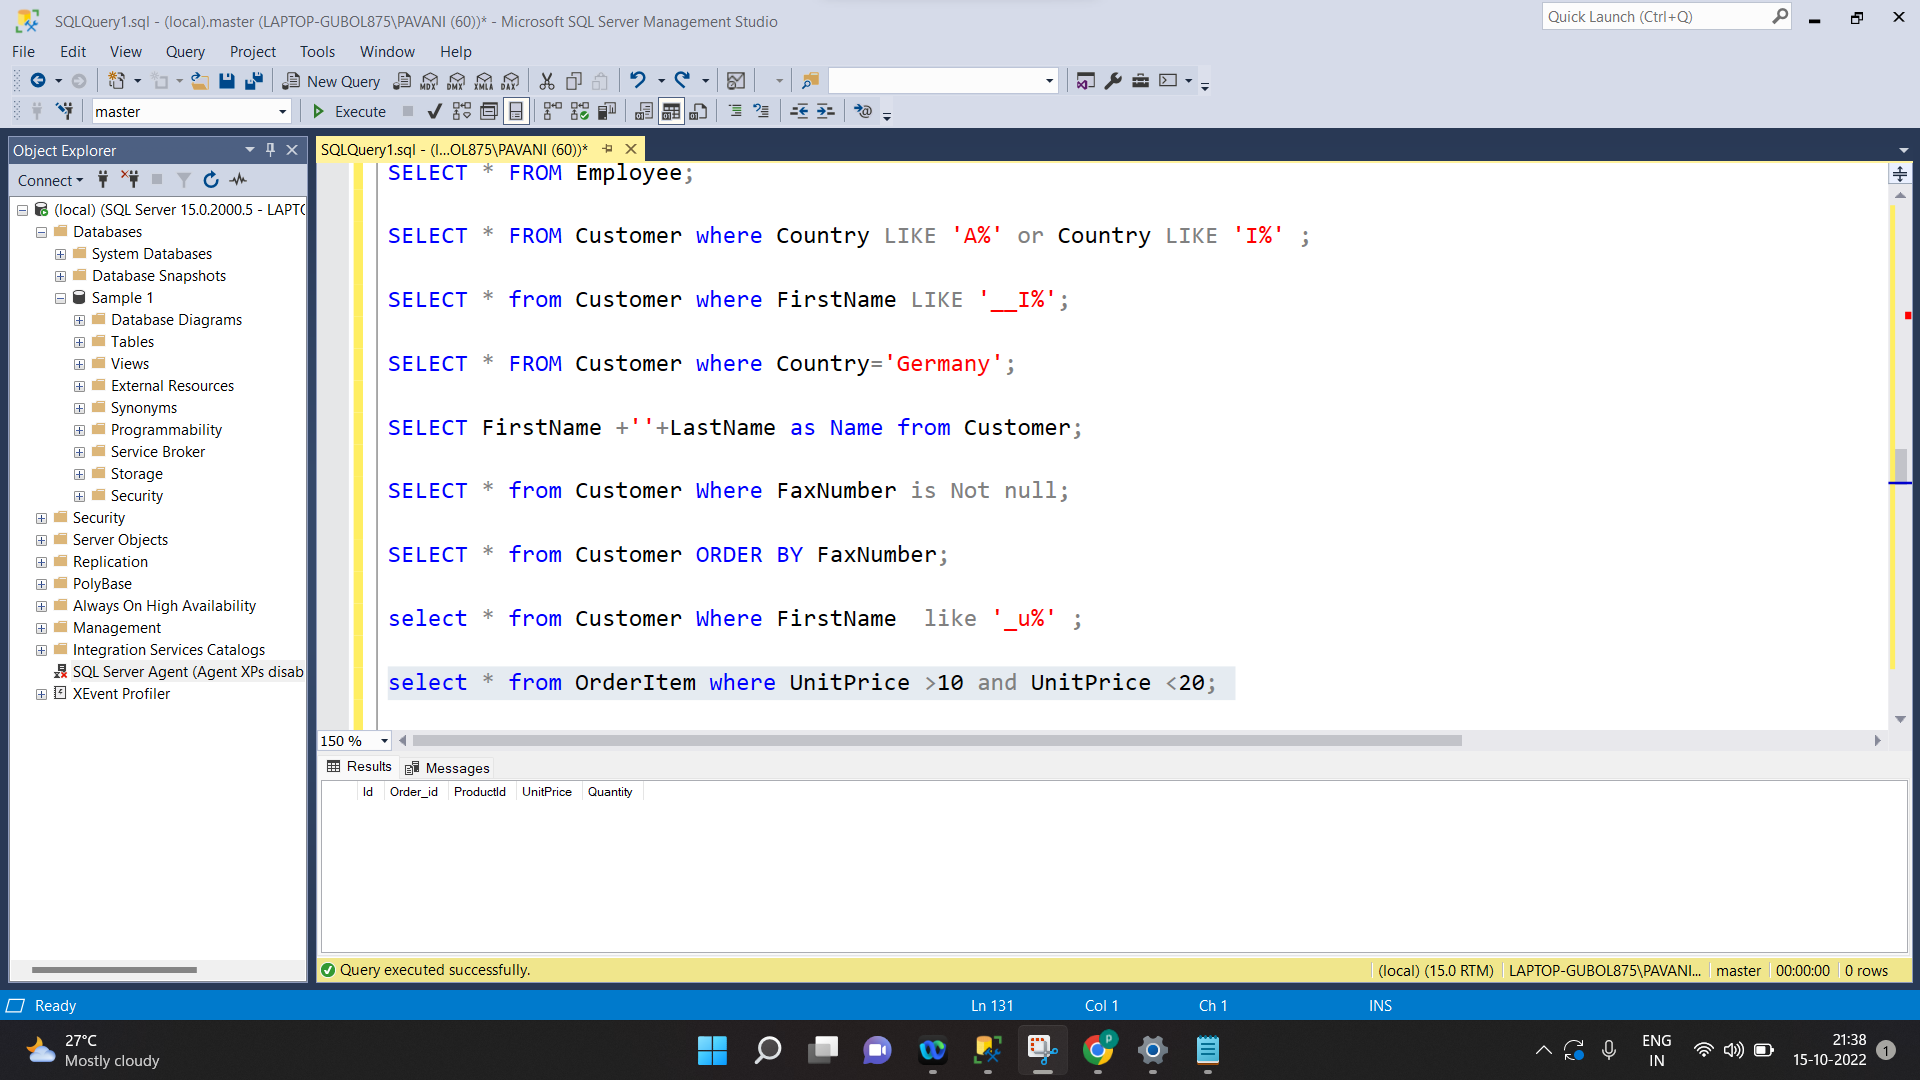 SQLQuery1.sql - (local).master (LAPTOP-GUBOL875\PAVANI (60))* - Microsoft SQL Server Management Studio
Quick Launch (Ctrl+Q)
File Edit View Query Project Tools Window Help
New Query
MDX DMX XMLA DAX
master
Execute
Object Explorer
SQLQuery1.sql - (l...OL875\PAVANI (60))*
Connect
(local) (SQL Server 15.0.2000.5 - LAPTO
Databases
System Databases
Database Snapshots
Sample 1
Database Diagrams
Tables
Views
External Resources
Synonyms
Programmability
Service Broker
Storage
Security
Security
Server Objects
Replication
PolyBase
Always On High Availability
Management
Integration Services Catalogs
SQL Server Agent (Agent XPs disab
XEvent Profiler
SELECT * FROM Employee;
SELECT * FROM Customer where Country LIKE 'A%' or Country LIKE 'I%' ;
SELECT * from Customer where FirstName LIKE '__I%';
SELECT * FROM Customer where Country='Germany';
SELECT FirstName +''+LastName as Name from Customer;
SELECT * from Customer Where FaxNumber is Not null;
SELECT * from Customer ORDER BY FaxNumber;
select * from Customer Where FirstName  like '_u%' ;
select * from OrderItem where UnitPrice >10 and UnitPrice <20;
150 %
Results Messages
Id Order_id ProductId UnitPrice Quantity
Query executed successfully.
(local) (15.0 RTM) LAPTOP-GUBOL875\PAVANI... master 00:00:00 0 rows
Ready
Ln 131 Col 1 Ch 1 INS
27°C
Mostly cloudy
P
ENG
IN
21:38
15-10-2022
1